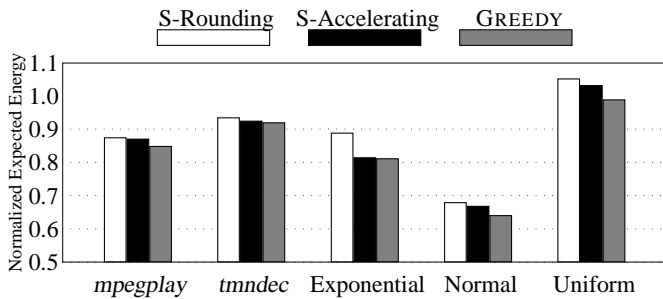 S-Rounding S-Accelerating GREEDY
Normalized Expected Energy
1.1
1.0
0.9
0.8
0.7
0.6
0.5
mpegplay tmndec Exponential Normal Uniform